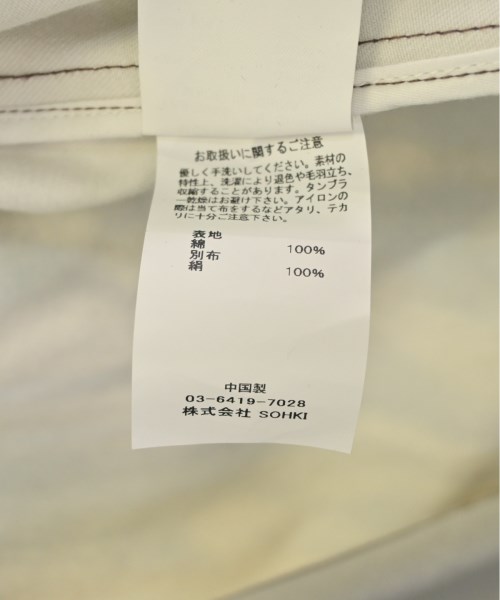 お取扱いに関するご注意
優しく手洗いしてください。素材の
特性上、洗濯により退色や毛羽立ち、
収縮することがあります。タンブラ
ー乾燥はお避け下さい。アイロンの
際は当て布をするなどアタリ、テカ
リに十分ご注意下さい。
表地
綿 100%
別布
絹 100%
中国製
03-6419-7028
株式会社 SOHKI